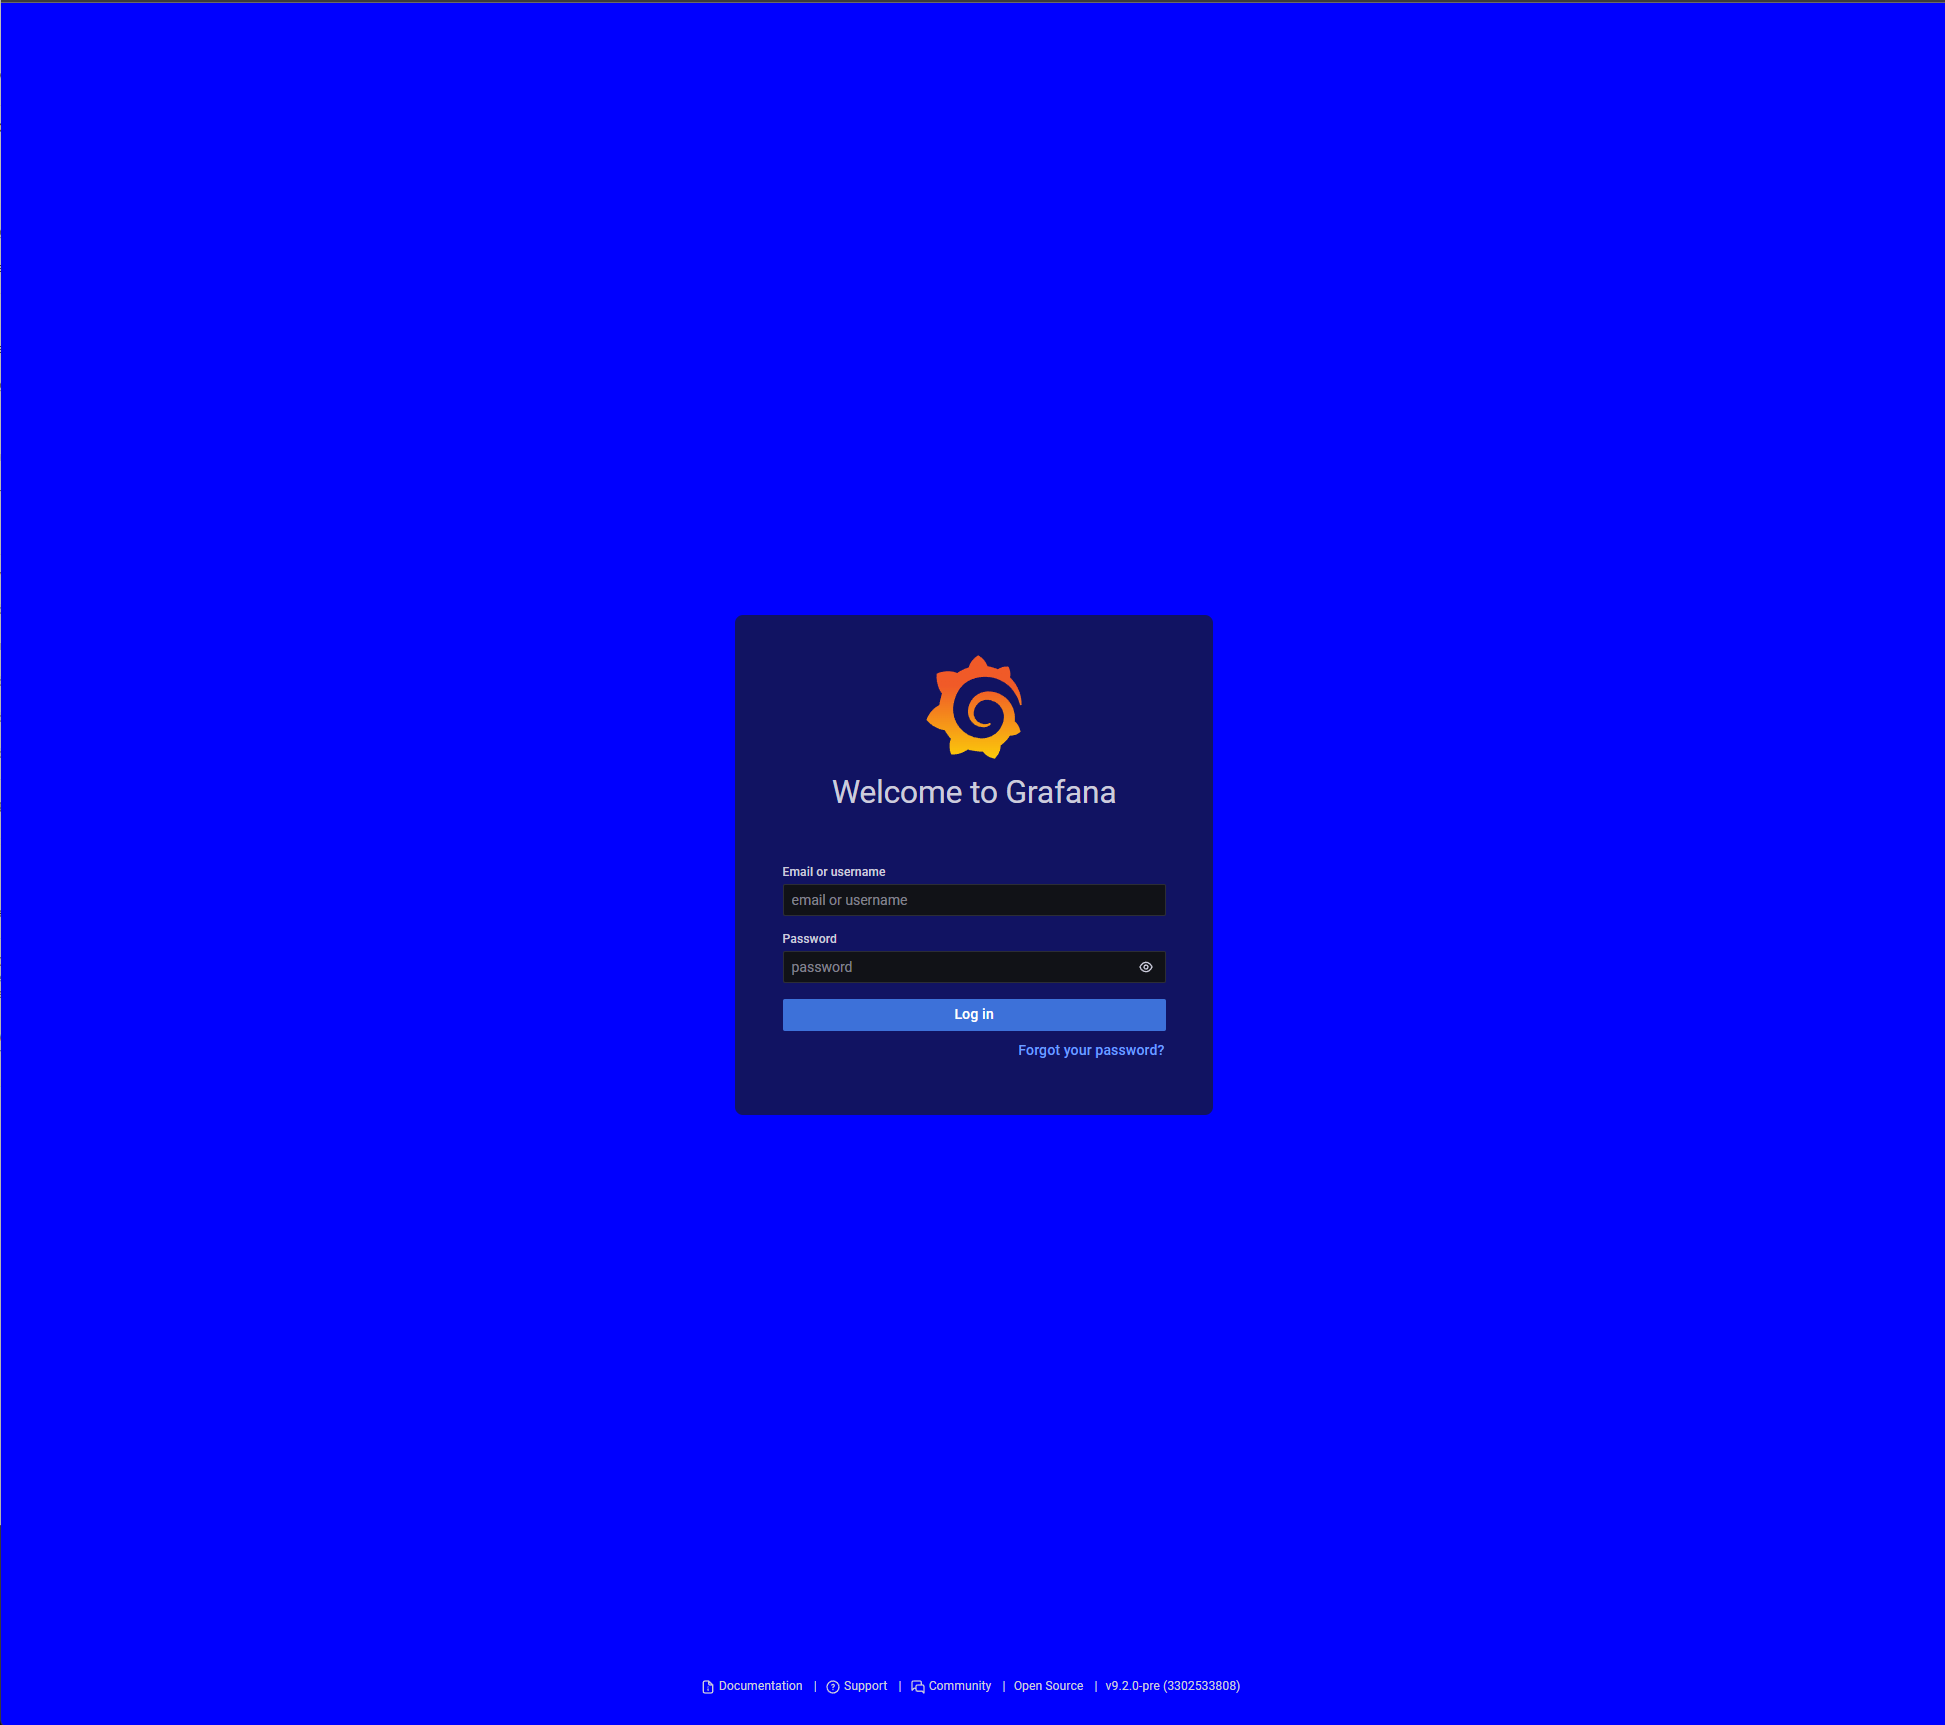 Welcome to Grafana
Email or username
email or username
Password
password
Log in
Forgot your password?
Documentation | Support | Community | Open Source | v9.2.0-pre (3302533808)